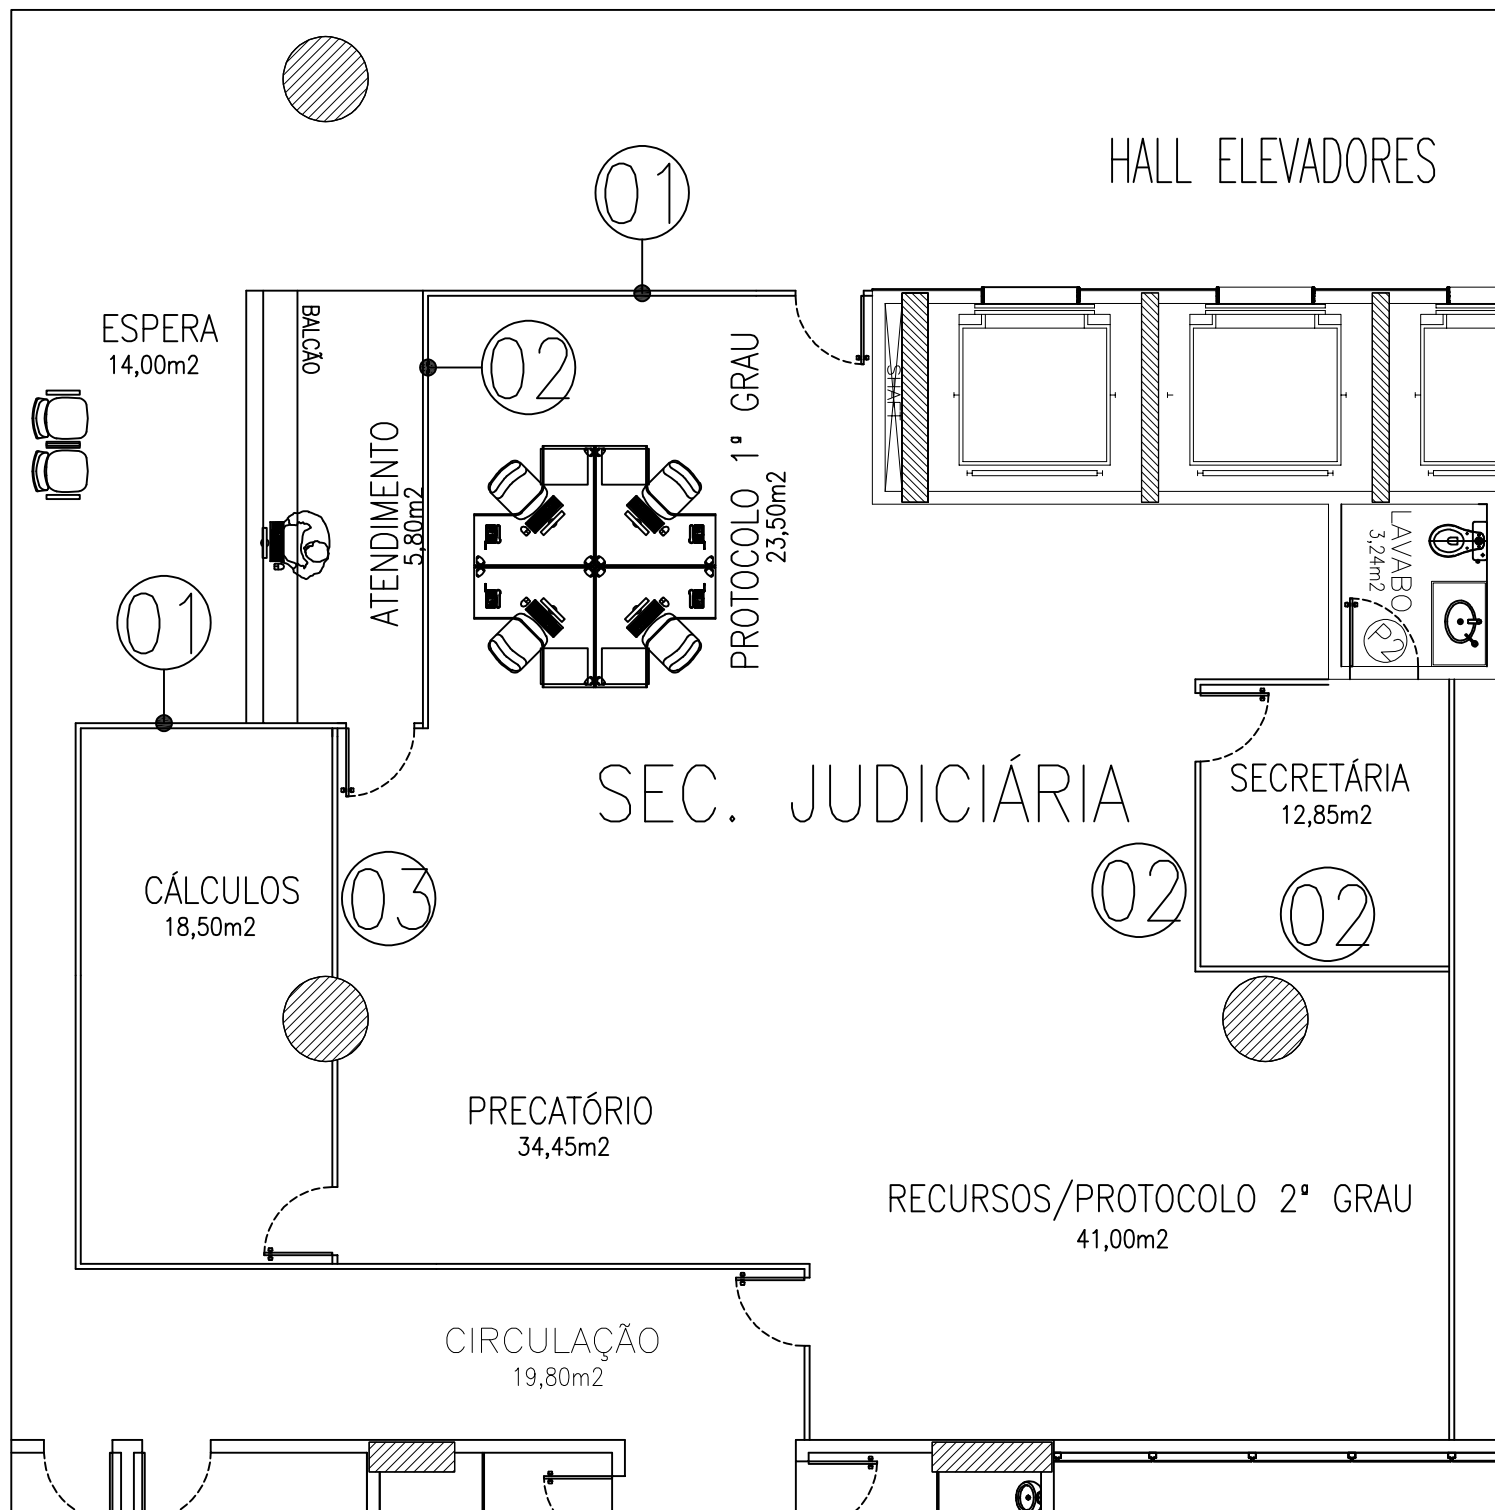 HALL ELEVADORES
01
ESPERA
14,00m2
BALCÃO
02
ATENDIMENTO
5,80m2
PROTOCOLO 1ª GRAU
23,50m2
SHAFT
LAVABO
3,24m2
P2
01
SEC. JUDICIÁRIA
SECRETÁRIA
12,85m2
CÁLCULOS
18,50m2
03
02
02
PRECATÓRIO
34,45m2
RECURSOS/PROTOCOLO 2ª GRAU
41,00m2
CIRCULAÇÃO
19,80m2